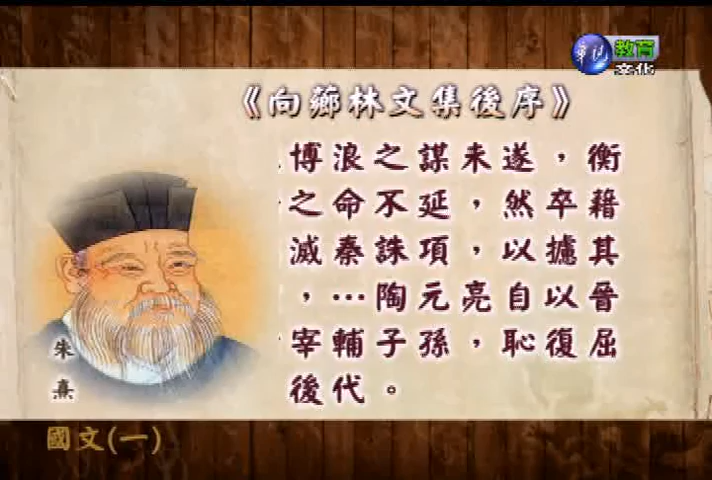 華視
教育
文化
《向薌林文集後序》
博浪之謀未遂，衡
之命不延，然卒藉
滅秦誅項，以攄其
，…陶元亮自以晉
宰輔子孫，恥復屈
後代。
朱熹
國文(一)